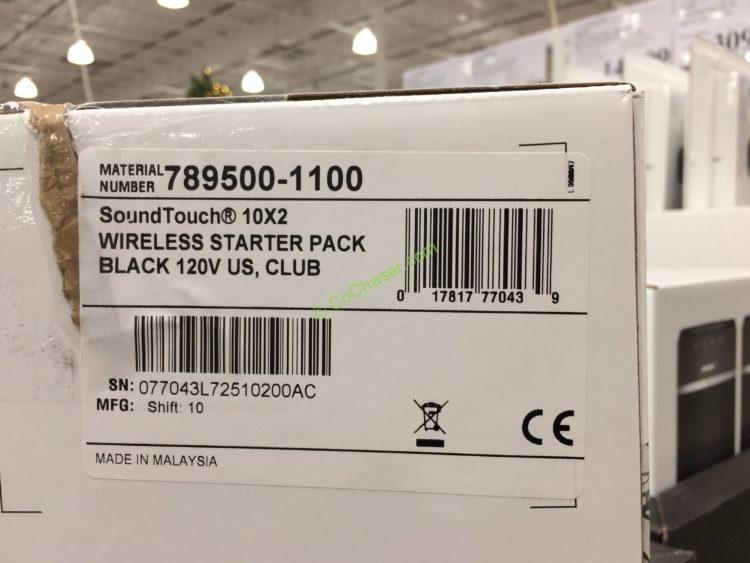 MATERIAL
NUMBER 789500-1100
SoundTouch® 10X2
WIRELESS STARTER PACK
BLACK 120V US, CLUB
0 17817 77043 9
© CoChaser.com
SN: 077043L72510200AC
MFG: Shift: 10
CE
MADE IN MALAYSIA